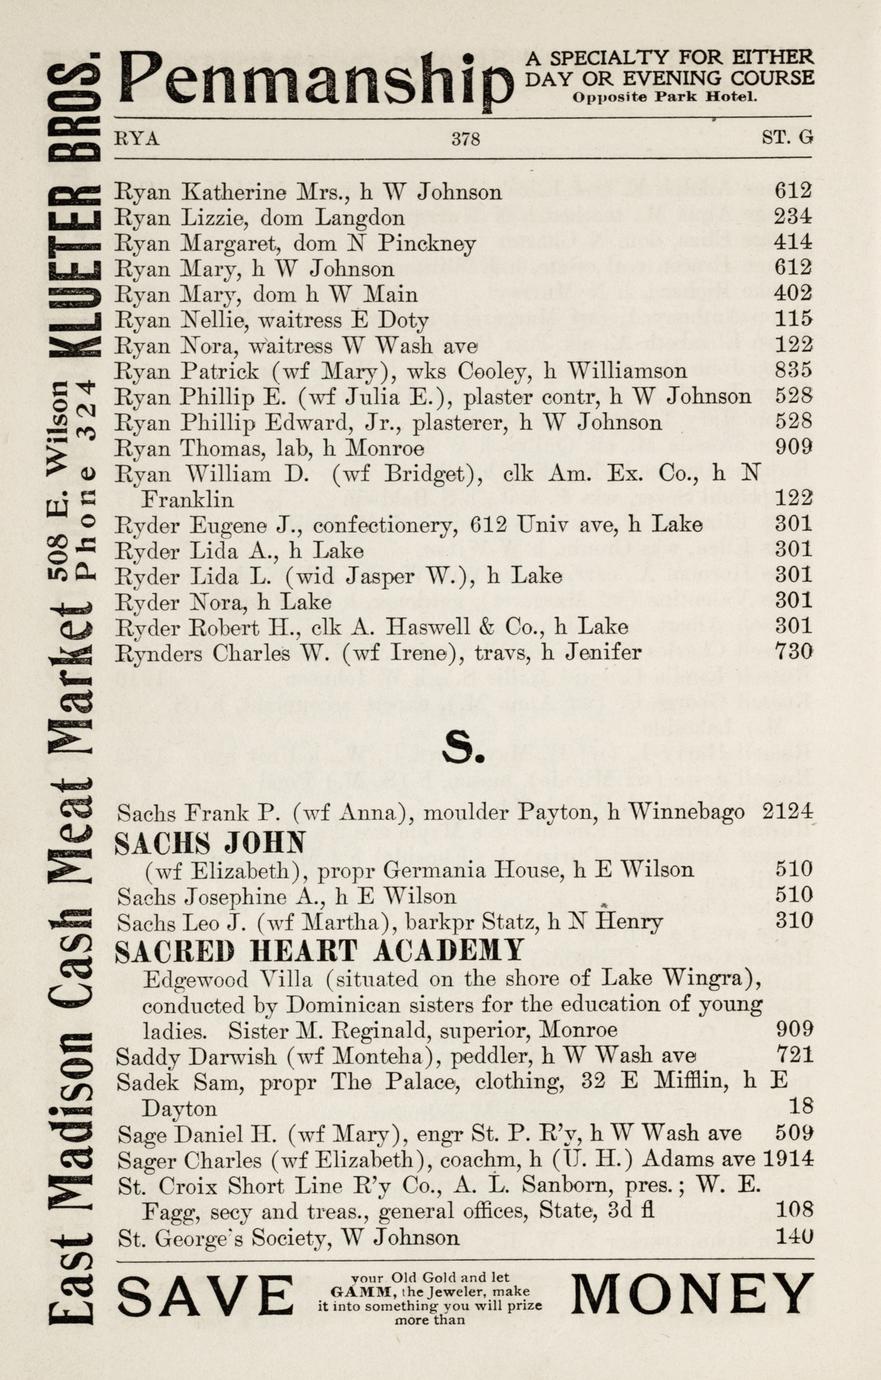 Penmanship
A SPECIALTY FOR EITHER
DAY OR EVENING COURSE
Opposite Park Hotel.
RYA 378 ST. G
Ryan Katherine Mrs., h W Johnson 612
Ryan Lizzie, dom Langdon 234
Ryan Margaret, dom N Pinckney 414
Ryan Mary, h W Johnson 612
Ryan Mary, dom h W Main 402
Ryan Nellie, waitress E Doty 115
Ryan Nora, waitress W Wash ave 122
Ryan Patrick (wf Mary), wks Cooley, h Williamson 835
Ryan Phillip E. (wf Julia E.), plaster contr, h W Johnson 528
Ryan Phillip Edward, Jr., plasterer, h W Johnson 528
Ryan Thomas, lab, h Monroe 909
Ryan William D. (wf Bridget), clk Am. Ex. Co., h N
Franklin 122
Ryder Eugene J., confectionery, 612 Univ ave, h Lake 301
Ryder Lida A., h Lake 301
Ryder Lida L. (wid Jasper W.), h Lake 301
Ryder Nora, h Lake 301
Ryder Robert H., clk A. Haswell & Co., h Lake 301
Rynders Charles W. (wf Irene), travs, h Jenifer 730
S.
Sachs Frank P. (wf Anna), moulder Payton, h Winnebago 2124
SACHS JOHN
(wf Elizabeth), propr Germania House, h E Wilson 510
Sachs Josephine A., h E Wilson 510
Sachs Leo J. (wf Martha), barkpr Statz, h N Henry 310
SACRED HEART ACADEMY
Edgewood Villa (situated on the shore of Lake Wingra),
conducted by Dominican sisters for the education of young
ladies. Sister M. Reginald, superior, Monroe 909
Saddy Darwish (wf Monteha), peddler, h W Wash ave 721
Sadek Sam, propr The Palace, clothing, 32 E Mifflin, h E
Dayton 18
Sage Daniel H. (wf Mary), engr St. P. R'y, h W Wash ave 509
Sager Charles (wf Elizabeth), coachm, h (U. H.) Adams ave 1914
St. Croix Short Line R'y Co., A. L. Sanborn, pres.; W. E.
Fagg, secy and treas., general offices, State, 3d fl 108
St. George's Society, W Johnson 140
SAVE
your Old Gold and let
GAMM, the Jeweler, make
it into something you will prize
more than
MONEY
East Madison Cash Meat Market
508 E. Wilson
Phone 324
KLUETER BROS.